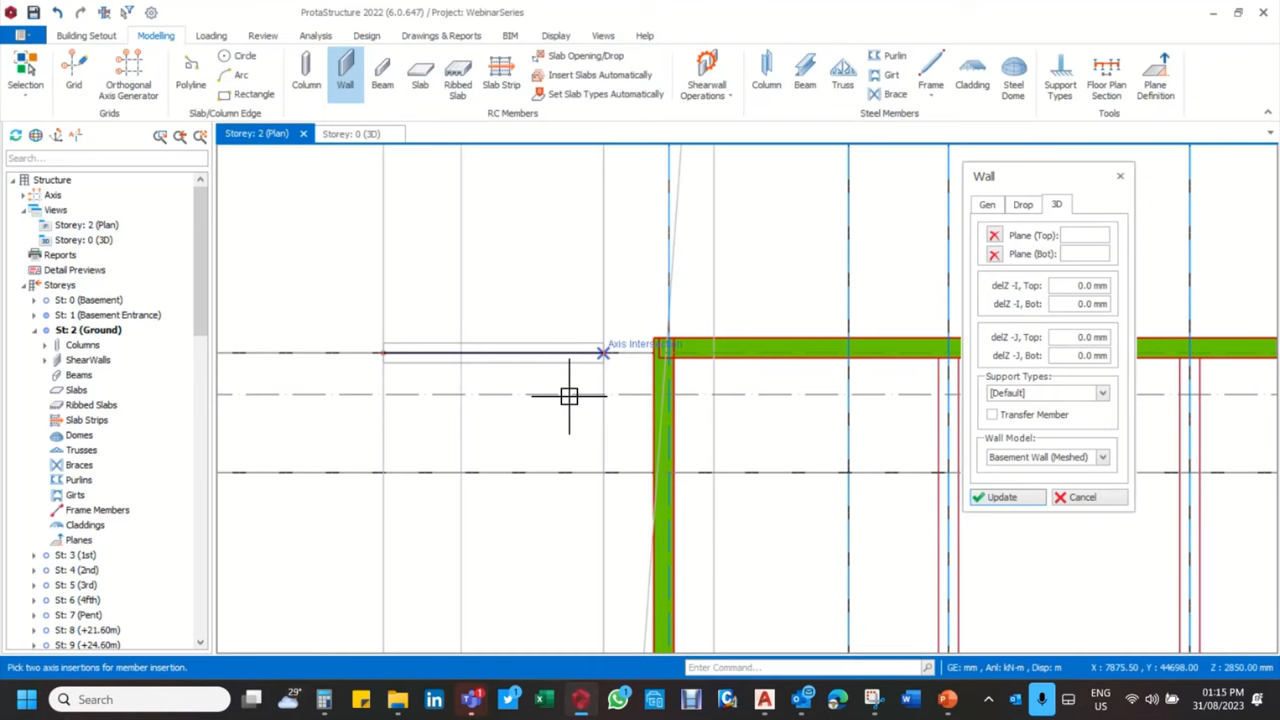 ProtaStructure 2022 (6.0.647) / Project: WebinarSeries
Building Setout
Modelling
Loading
Review
Analysis
Design
Drawings & Reports
BIM
Display
Views
Help
Selection
Grid
Orthogonal
Axis Generator
Grids
Polyline
Circle
Arc
Rectangle
Slab/Column Edge
Column
Wall
Beam
Slab
Ribbed
Slab
Slab Strip
Slab Opening/Drop
Insert Slabs Automatically
Set Slab Types Automatically
RC Members
Shearwall
Operations
Column
Beam
Truss
Purlin
Girt
Brace
Frame
Cladding
Steel
Dome
Steel Members
Support
Types
Floor Plan
Section
Plane
Definition
Tools
Storey: 2 (Plan)
Storey: 0 (3D)
Search...
Structure
Axis
Views
Storey: 2 (Plan)
Storey: 0 (3D)
Reports
Detail Previews
Storeys
St: 0 (Basement)
St: 1 (Basement Entrance)
St: 2 (Ground)
Columns
ShearWalls
Beams
Slabs
Ribbed Slabs
Slab Strips
Domes
Trusses
Braces
Purlins
Girts
Frame Members
Claddings
Planes
St: 3 (1st)
St: 4 (2nd)
St: 5 (3rd)
St: 6 (4fth)
St: 7 (Pent)
St: 8 (+21.60m)
St: 9 (+24.60m)
Axis Intersection
Wall
Gen
Drop
3D
Plane (Top):
Plane (Bot):
delZ -I, Top: 0.0 mm
delZ -I, Bot: 0.0 mm
delZ -J, Top: 0.0 mm
delZ -J, Bot: 0.0 mm
Support Types:
[Default]
Transfer Member
Wall Model:
Basement Wall (Meshed)
Update
Cancel
Pick two axis insertions for member insertion.
Enter Command...
GE: mm , Anl: kN-m , Disp: m
X : 7875.50 , Y : 44698.00
Z : 2850.00 mm
Search
29°
ENG
US
01:15 PM
31/08/2023